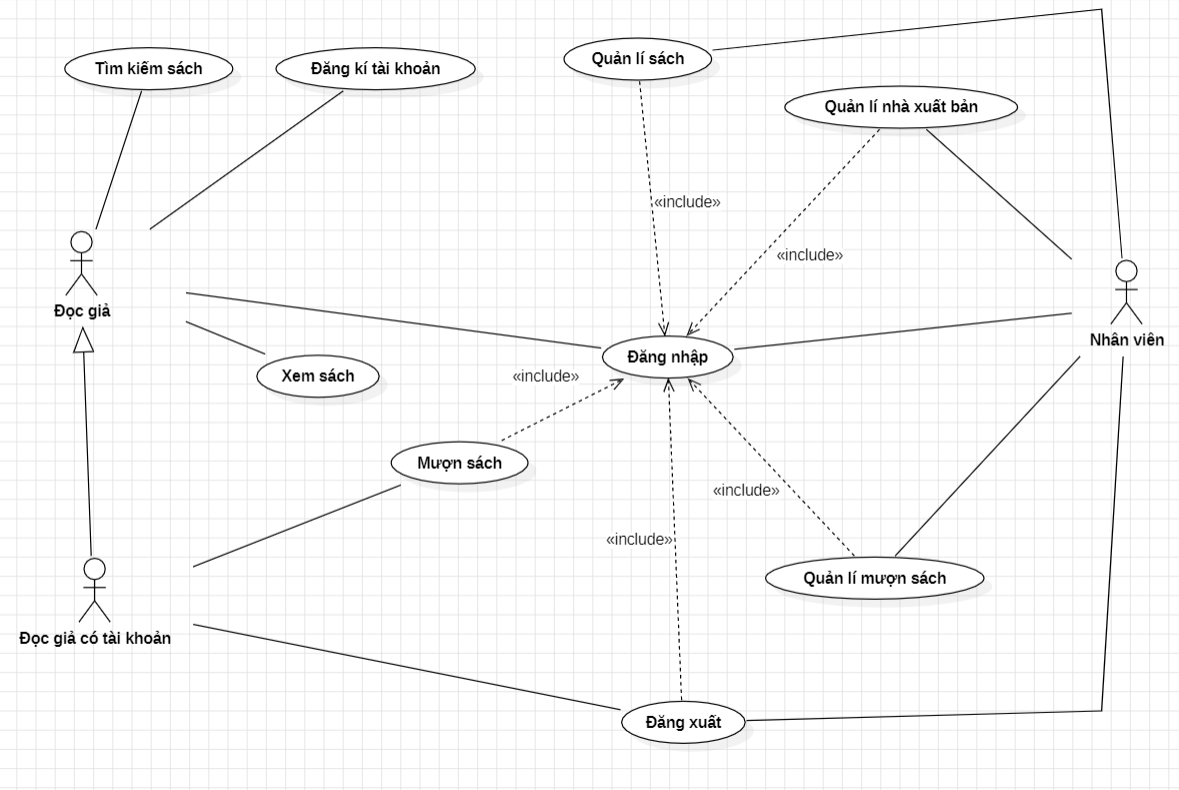 Tìm kiếm sách
Đăng kí tài khoản
Quản lí sách
Quản lí nhà xuất bản
«include»
«include»
Đọc giả
Nhân viên
Đăng nhập
Xem sách
«include»
Mượn sách
«include»
«include»
Quản lí mượn sách
Đọc giả có tài khoản
Đăng xuất